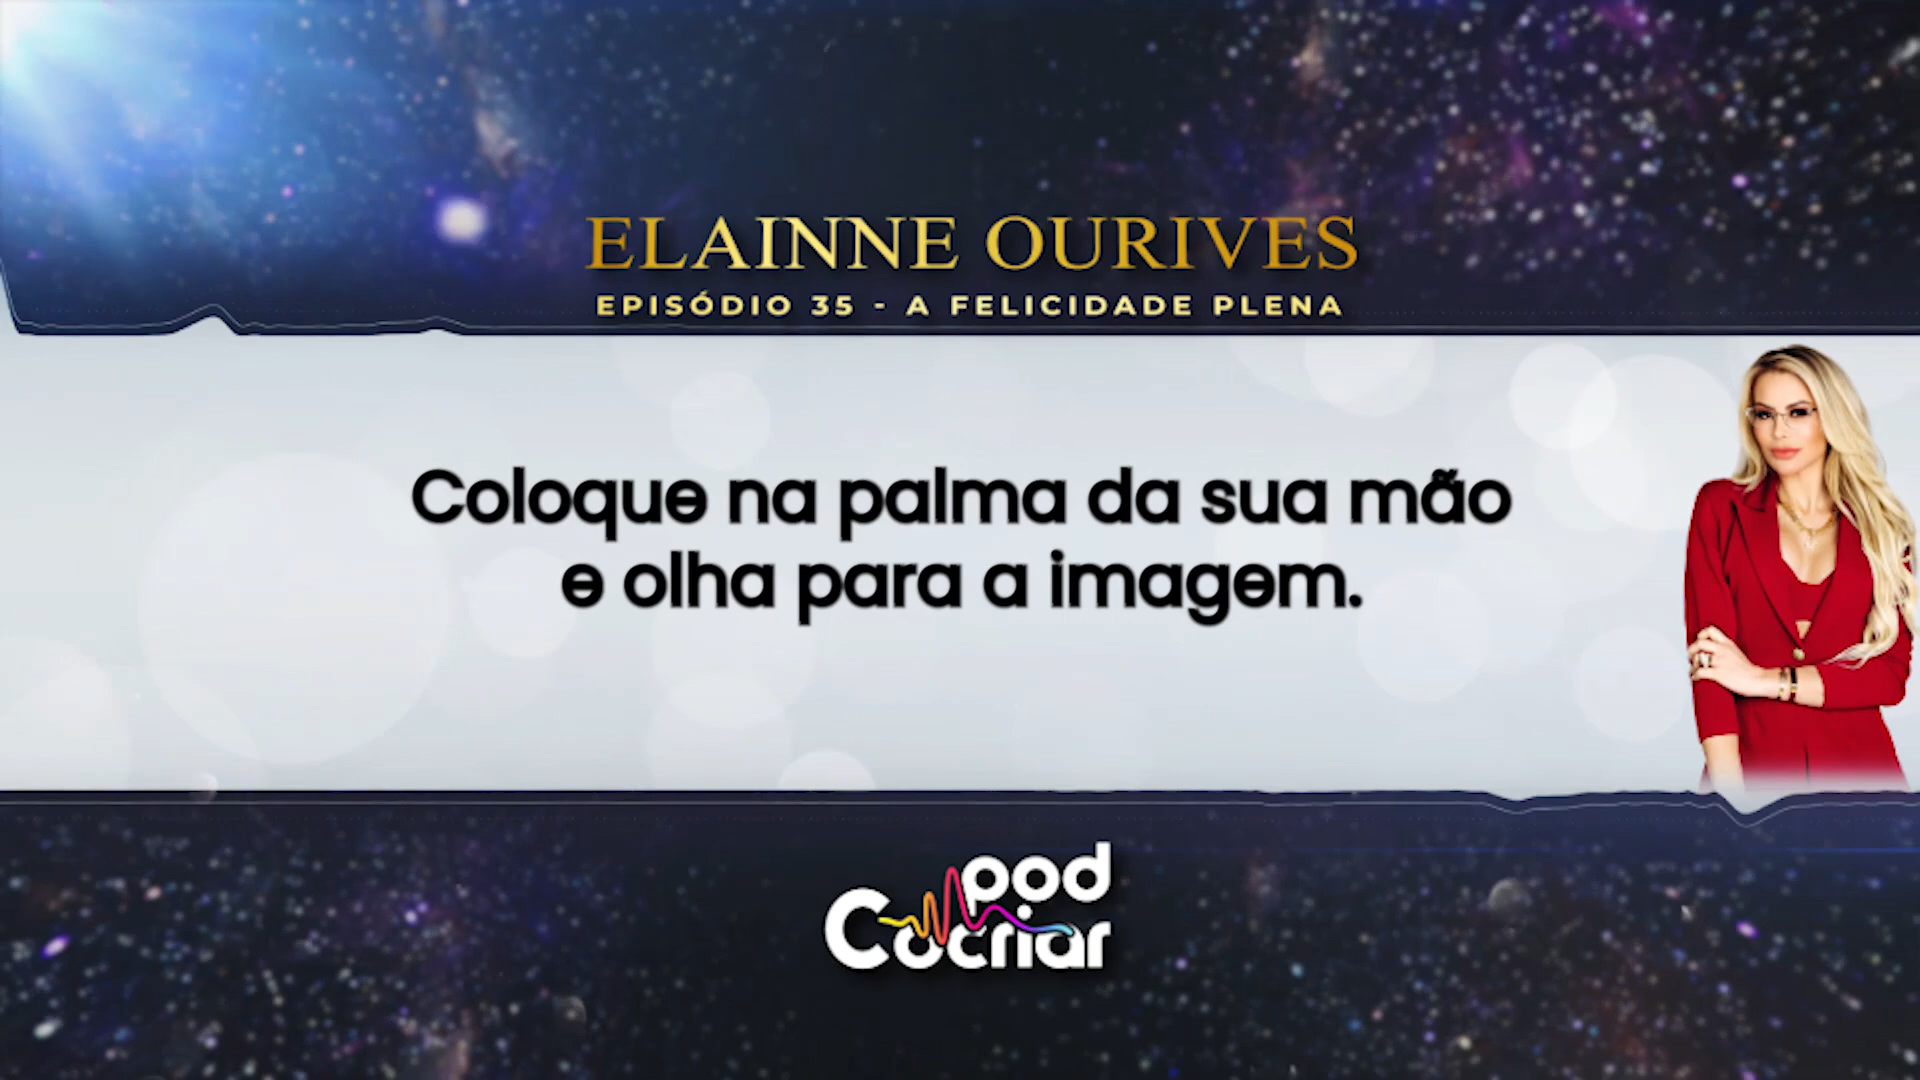 ELAINNE OURIVES
EPISÓDIO 35 - A FELICIDADE PLENA
Coloque na palma da sua mão
e olha para a imagem.
pod
Cocriar